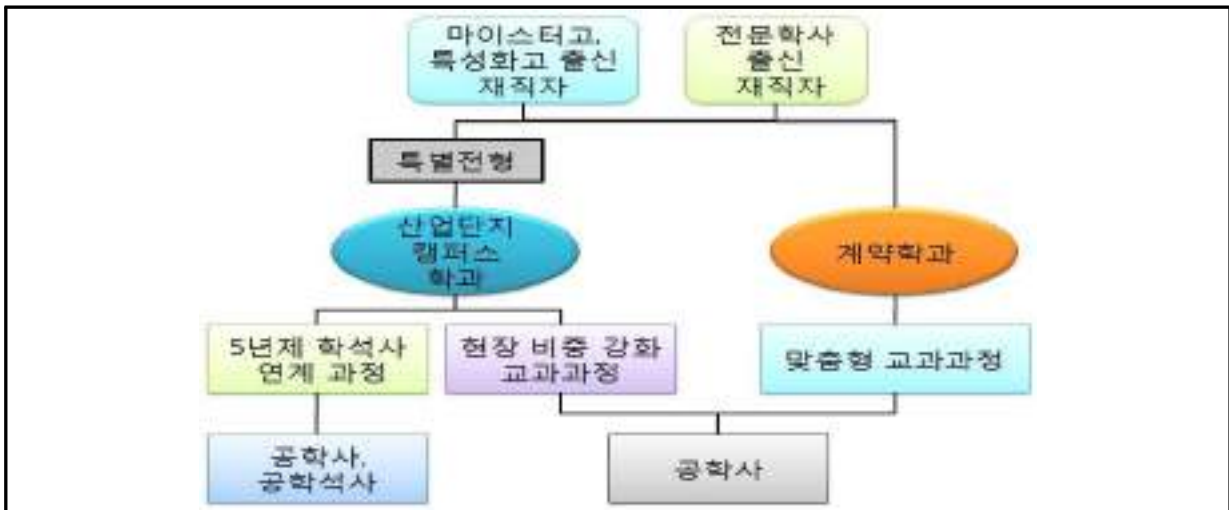 마이스터고,
특성화고 출신
재직자
전문학사
출신
재직자
특별전형
산업단지
캠퍼스
학과
계약학과
5년제 학석사
연계 과정
현장 비중 강화
교과과정
맞춤형 교과과정
공학사,
공학석사
공학사